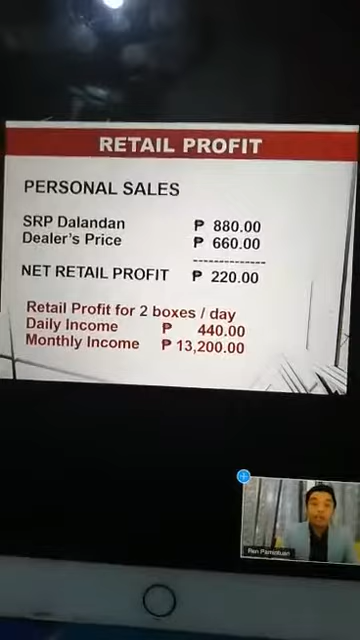 RETAIL PROFIT
PERSONAL SALES
SRP Dalandan ₱ 880.00
Dealer's Price ₱ 660.00
--------------
NET RETAIL PROFIT ₱ 220.00
Retail Profit for 2 boxes / day
Daily Income ₱ 440.00
Monthly Income ₱ 13,200.00